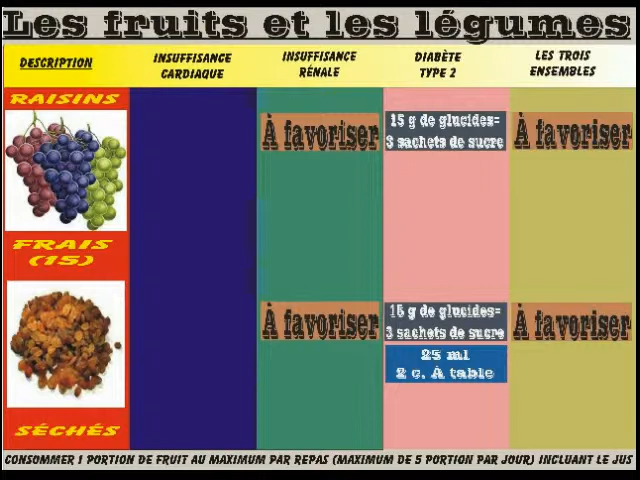 Les fruits et les légumes
DESCRIPTION
INSUFFISANCE
CARDIAQUE
INSUFFISANCE
RÉNALE
DIABÈTE
TYPE 2
LES TROIS
ENSEMBLES
RAISINS
À favoriser
15 g de glucides=
3 sachets de sucre
À favoriser
FRAIS
(15)
À favoriser
15 g de glucides=
3 sachets de sucre
À favoriser
25 ml
2 c. À table
SÉCHÉS
CONSOMMER 1 PORTION DE FRUIT AU MAXIMUM PAR REPAS (MAXIMUM DE 5 PORTION PAR JOUR) INCLUANT LE JUS